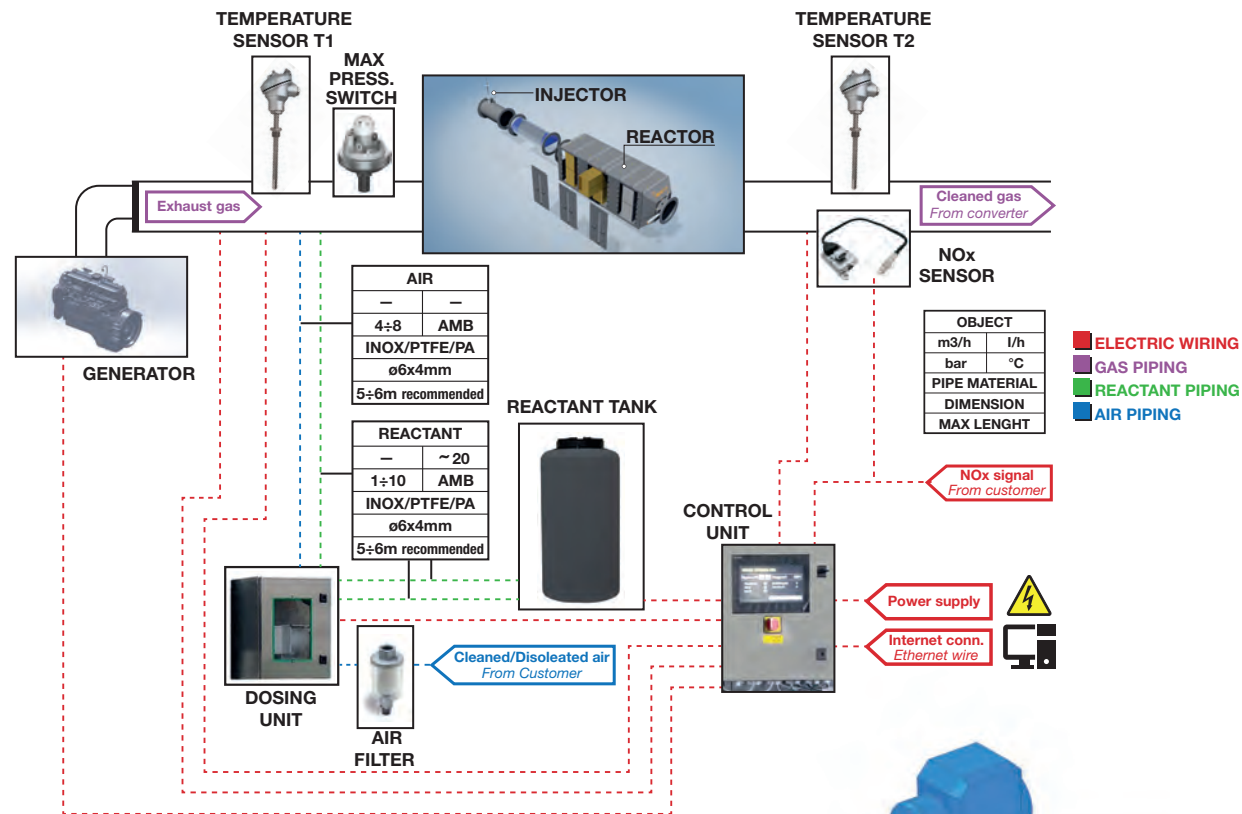 TEMPERATURE
SENSOR T1
MAX
PRESS.
SWITCH
TEMPERATURE
SENSOR T2
INJECTOR
REACTOR
Exhaust gas
Cleaned gas
From converter
NOx
SENSOR
GENERATOR
AIR
— —
4÷8 AMB
INOX/PTFE/PA
ø6x4mm
5÷6m recommended
OBJECT
m3/h l/h
bar °C
PIPE MATERIAL
DIMENSION
MAX LENGHT
ELECTRIC WIRING
GAS PIPING
REACTANT PIPING
AIR PIPING
REACTANT TANK
REACTANT
— ~20
1÷10 AMB
INOX/PTFE/PA
ø6x4mm
5÷6m recommended
NOx signal
From customer
CONTROL
UNIT
Power supply
Internet conn.
Ethernet wire
Cleaned/Disoleated air
From Customer
DOSING
UNIT
AIR
FILTER